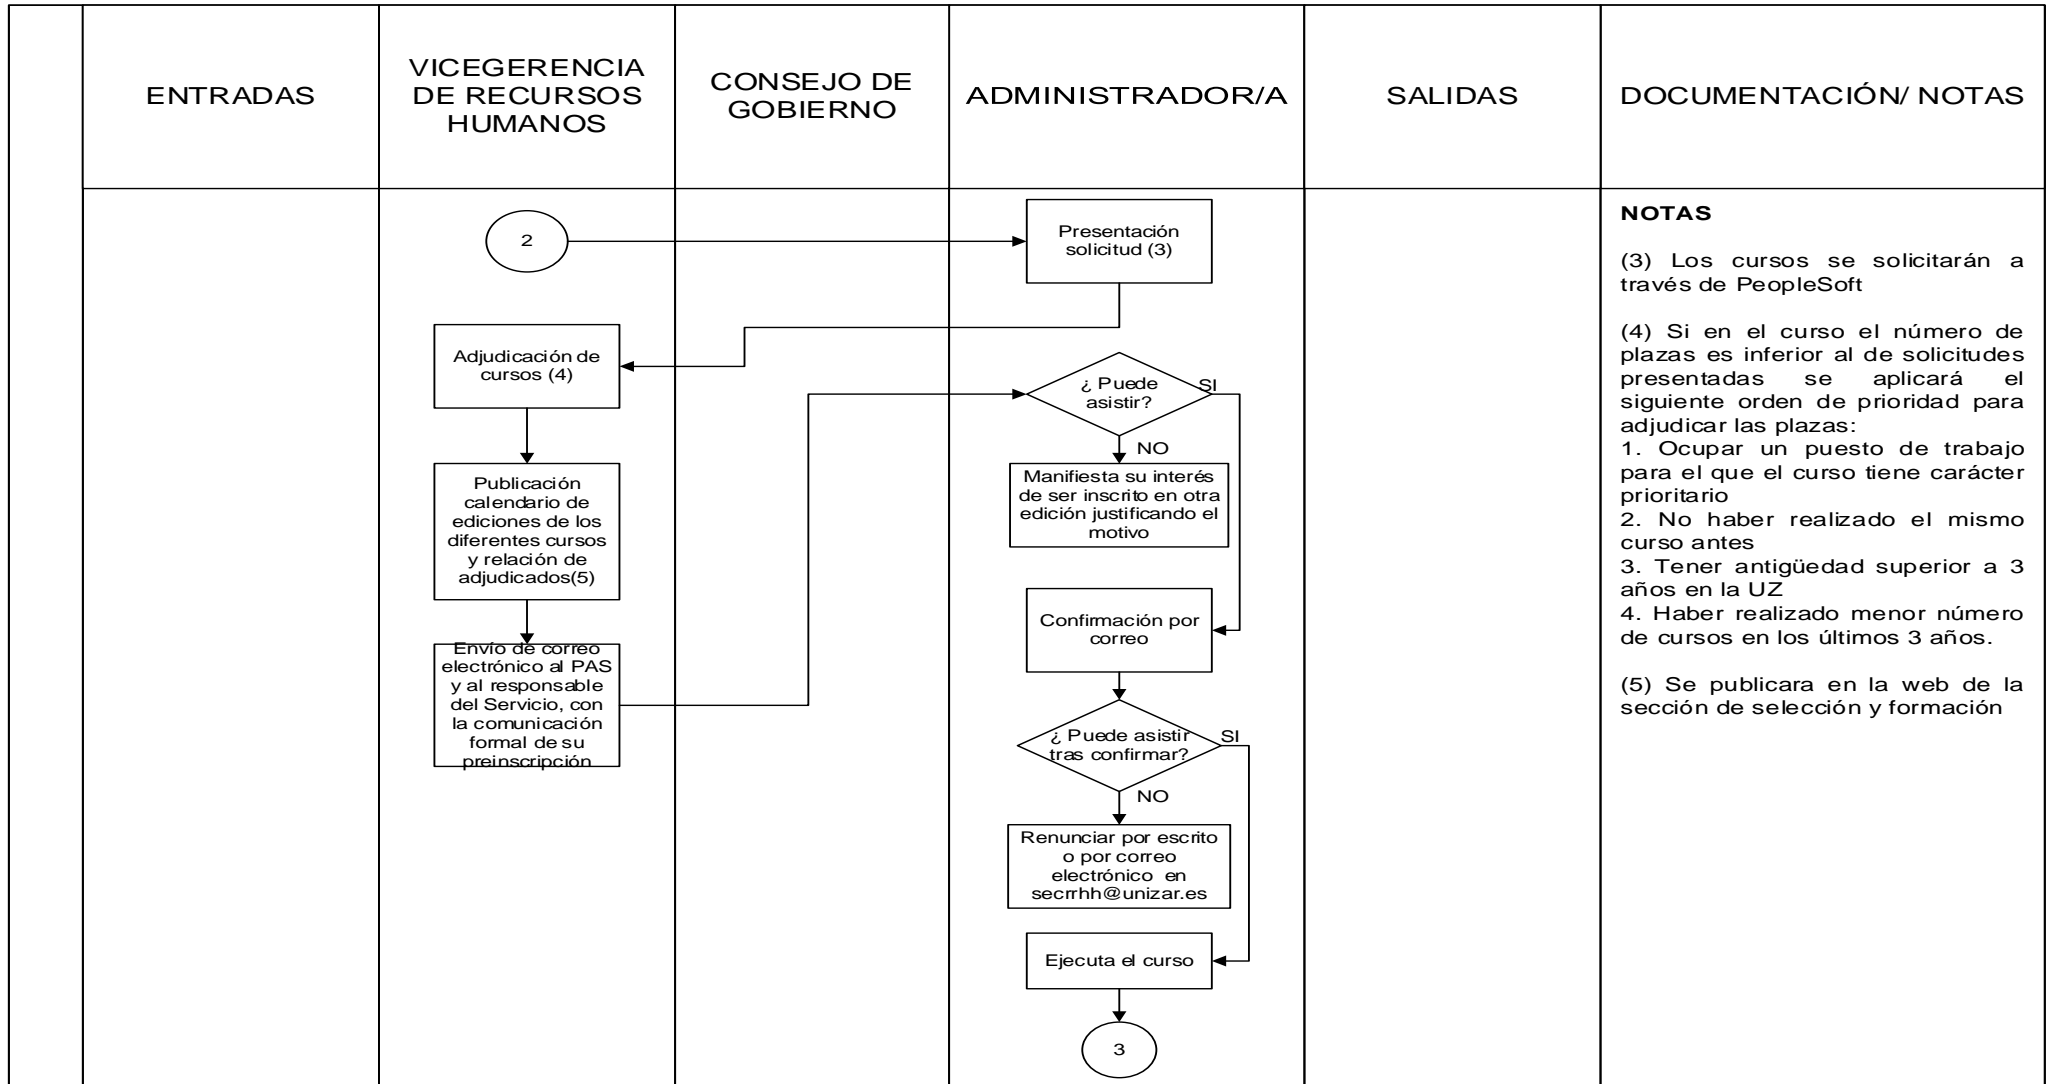 ENTRADAS
VICEGERENCIA
DE RECURSOS
HUMANOS
CONSEJO DE
GOBIERNO
ADMINISTRADOR/A
SALIDAS
DOCUMENTACIÓN/ NOTAS
2
Presentación
solicitud (3)
Adjudicación de
cursos (4)
¿ Puede
asistir?
SI
NO
Publicación
calendario de
ediciones de los
diferentes cursos
y relación de
adjudicados(5)
Manifiesta su interés
de ser inscrito en otra
edición justificando el
motivo
Envío de correo
electrónico al PAS
y al responsable
del Servicio, con
la comunicación
formal de su
preinscripción
Confirmación por
correo
¿ Puede asistir
tras confirmar?
SI
NO
Renunciar por escrito
o por correo
electrónico en
secrrhh@unizar.es
Ejecuta el curso
3
NOTAS
(3) Los cursos se solicitarán a
través de PeopleSoft
(4) Si en el curso el número de
plazas es inferior al de solicitudes
presentadas se aplicará el
siguiente orden de prioridad para
adjudicar las plazas:
1. Ocupar un puesto de trabajo
para el que el curso tiene carácter
prioritario
2. No haber realizado el mismo
curso antes
3. Tener antigüedad superior a 3
años en la UZ
4. Haber realizado menor número
de cursos en los últimos 3 años.
(5) Se publicara en la web de la
sección de selección y formación